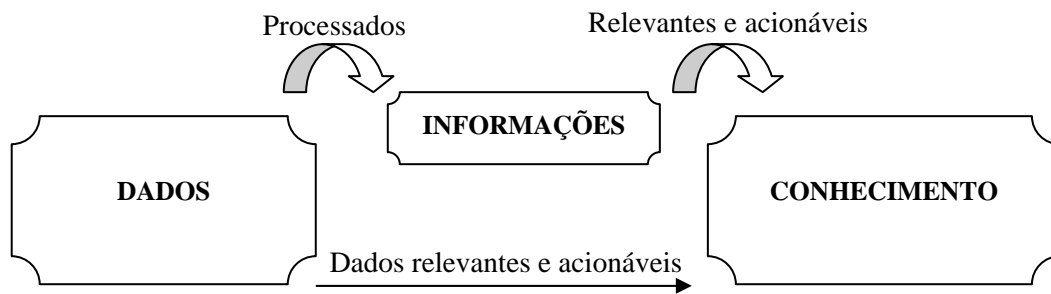 Processados
Relevantes e acionáveis
INFORMAÇÕES
DADOS
CONHECIMENTO
Dados relevantes e acionáveis